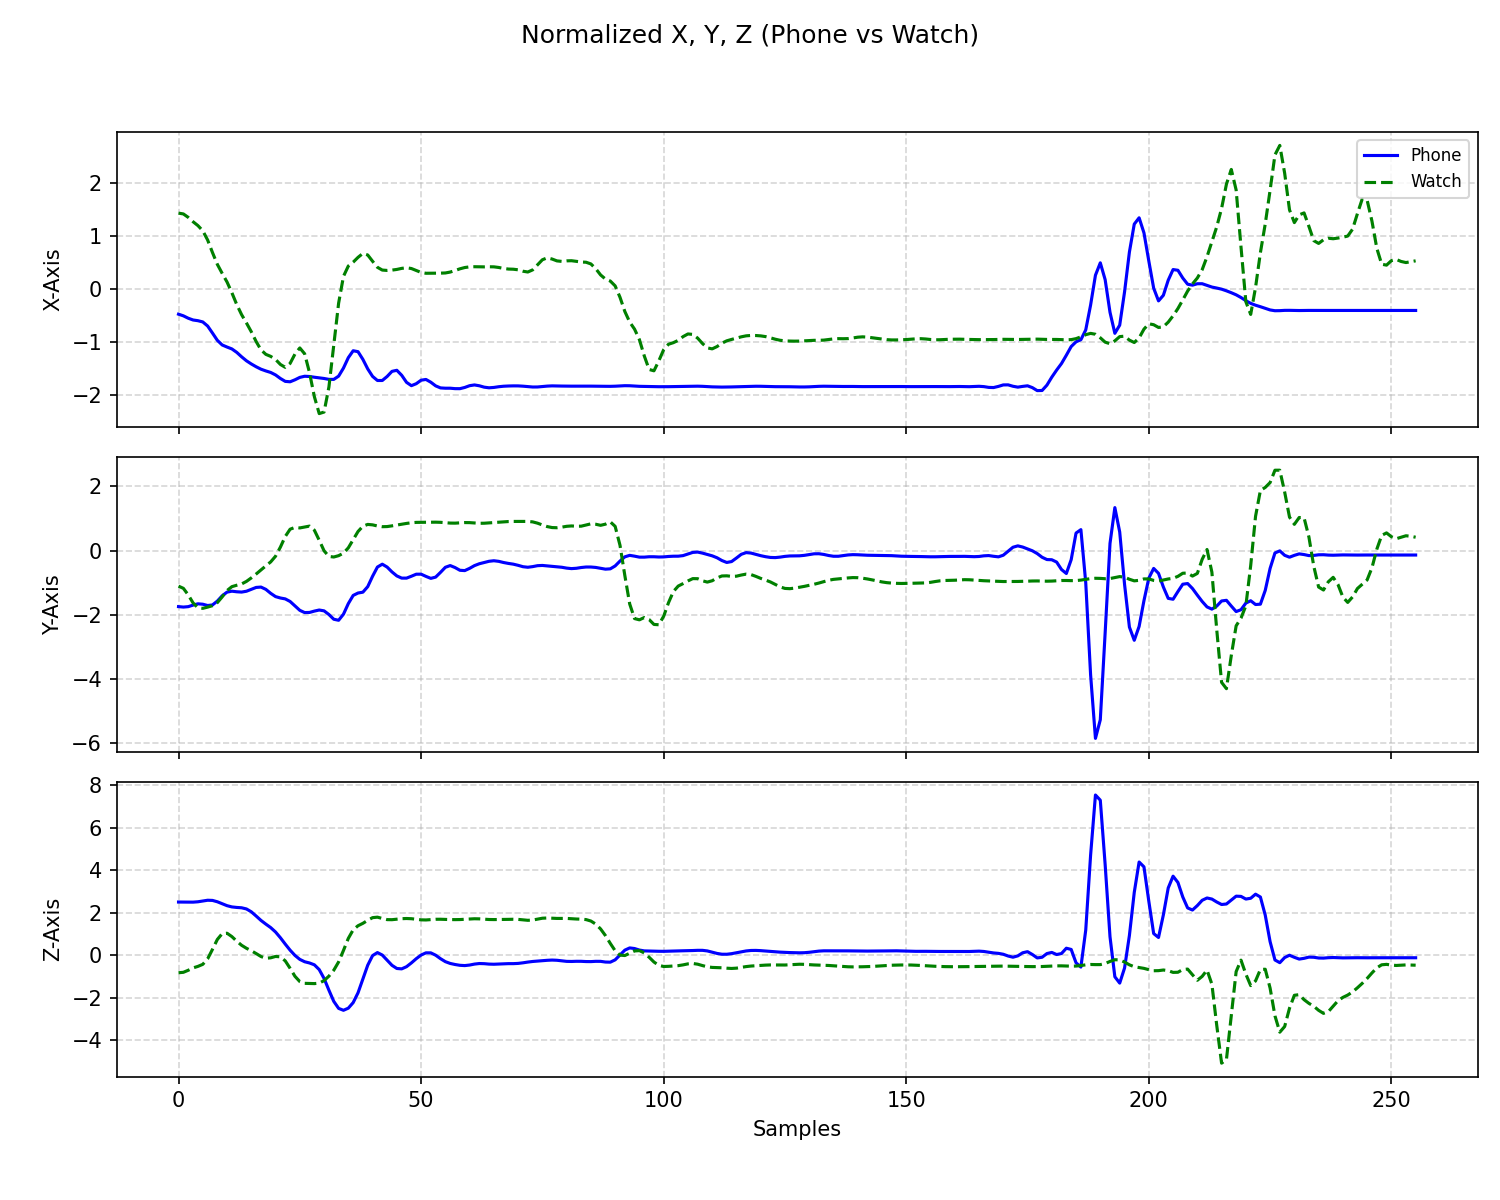 Normalized X, Y, Z (Phone vs Watch)
Phone
Watch
X-Axis
2
1
0
−1
−2
Y-Axis
2
0
−2
−4
−6
Z-Axis
8
6
4
2
0
−2
−4
0 50 100 150 200 250
Samples